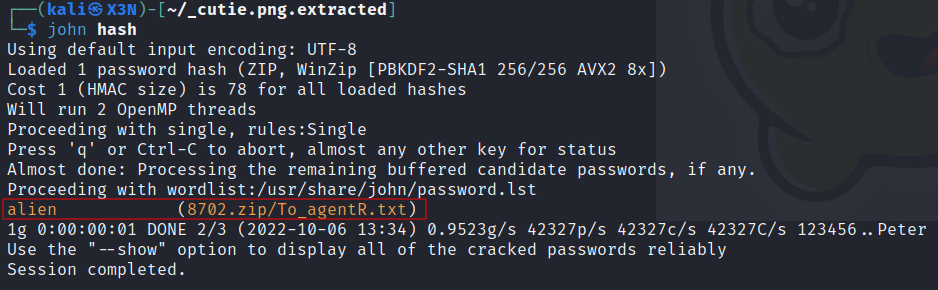 ┌──(kali㉿X3N)-[~/_cutie.png.extracted]
└─$ john hash
Using default input encoding: UTF-8
Loaded 1 password hash (ZIP, WinZip [PBKDF2-SHA1 256/256 AVX2 8x])
Cost 1 (HMAC size) is 78 for all loaded hashes
Will run 2 OpenMP threads
Proceeding with single, rules:Single
Press 'q' or Ctrl-C to abort, almost any other key for status
Almost done: Processing the remaining buffered candidate passwords, if any.
Proceeding with wordlist:/usr/share/john/password.lst
alien            (8702.zip/To_agentR.txt)
1g 0:00:00:01 DONE 2/3 (2022-10-06 13:34) 0.9523g/s 42327p/s 42327c/s 42327C/s 123456..Peter
Use the "--show" option to display all of the cracked passwords reliably
Session completed.